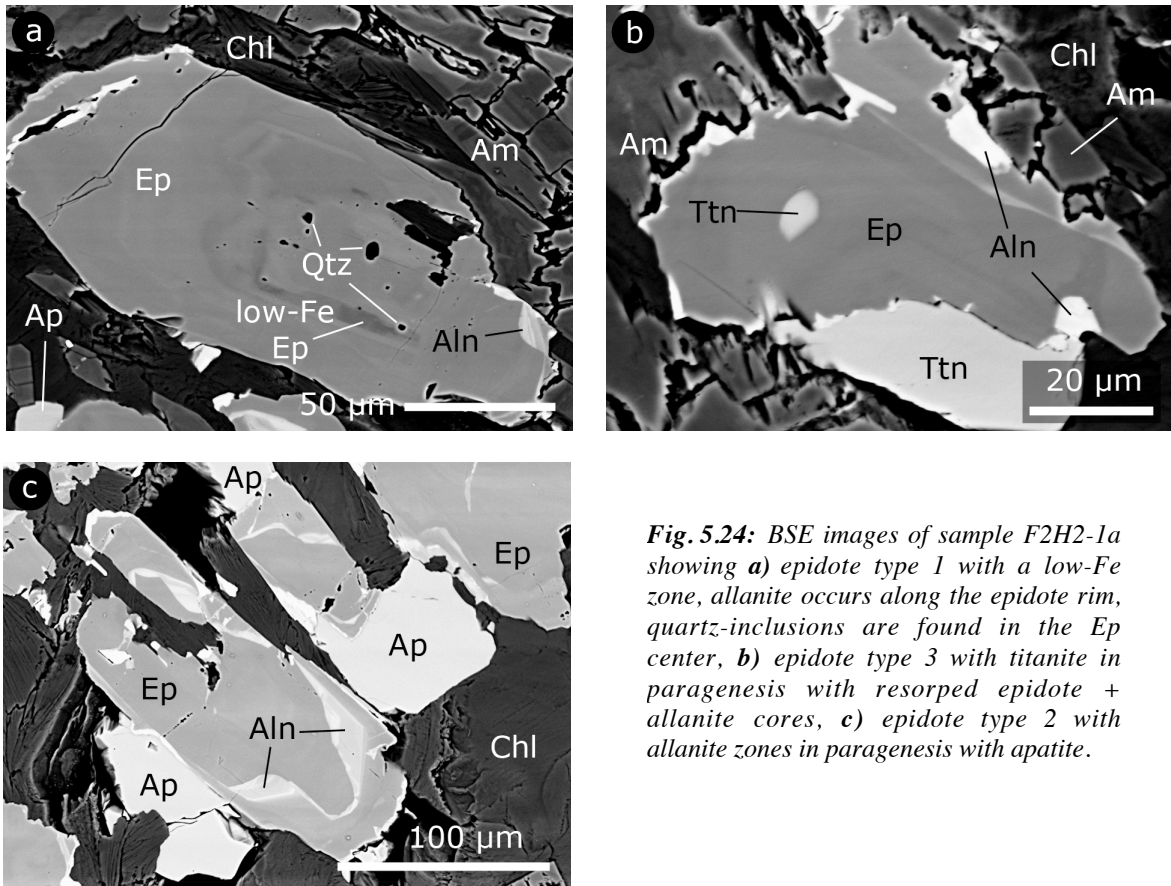 a
Chl
Am
Ep
Qtz
low-Fe
Ep
Ap
Aln
50 µm
b
Chl
Am
Am
Ttn
Ep
Aln
Ttn
20 µm
c
Ap
Ep
Ap
Ep
Aln
Chl
Ap
100 µm
Fig. 5.24: BSE images of sample F2H2-1a
showing a) epidote type 1 with a low-Fe
zone, allanite occurs along the epidote rim,
quartz-inclusions are found in the Ep
center, b) epidote type 3 with titanite in
paragenesis with resorped epidote +
allanite cores, c) epidote type 2 with
allanite zones in paragenesis with apatite.